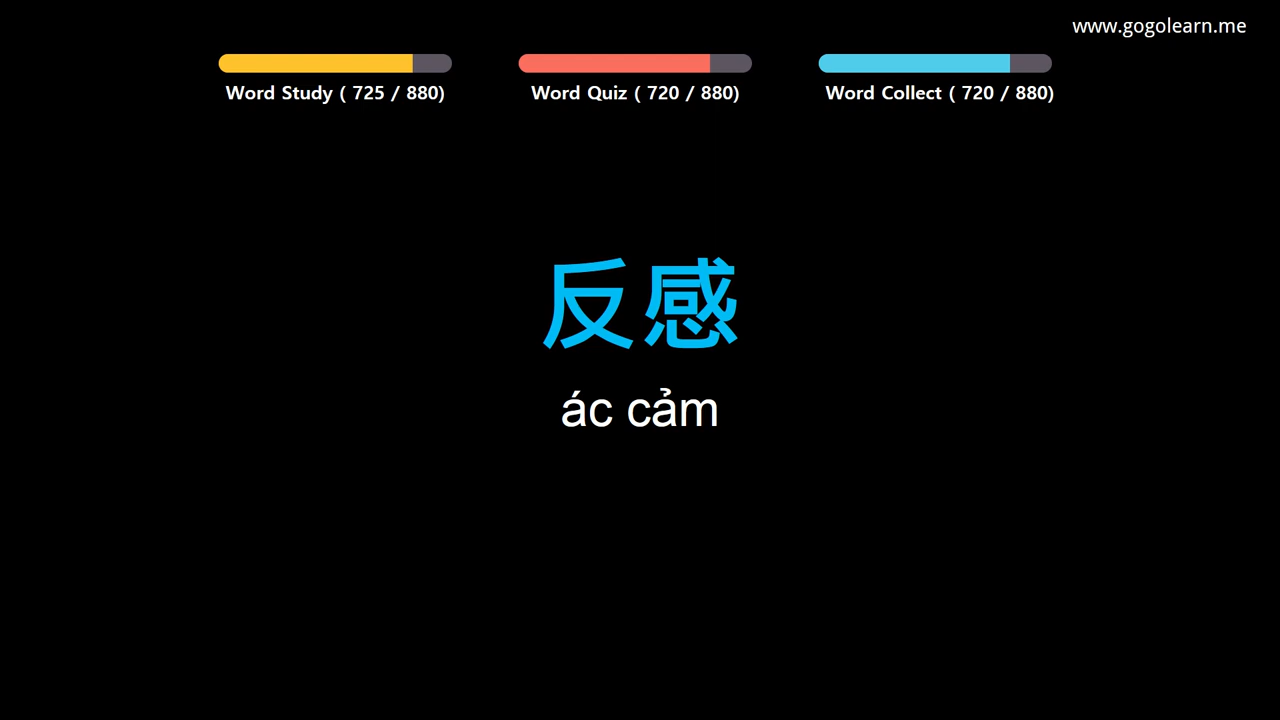 www.gogolearn.me
Word Study ( 725 / 880)
Word Quiz ( 720 / 880)
Word Collect ( 720 / 880)
反感
ác cảm